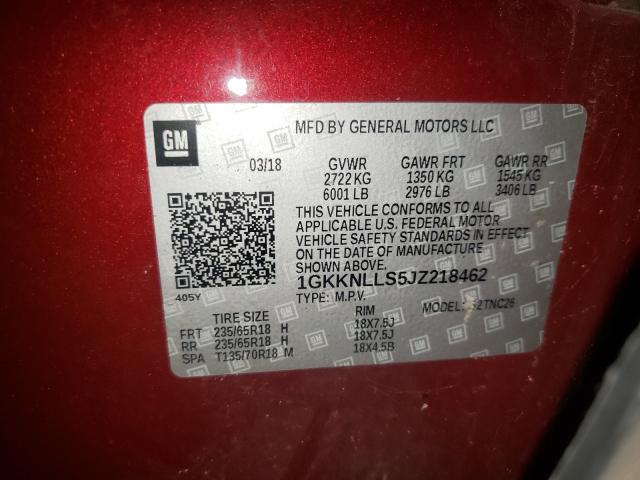 GM
MFD BY GENERAL MOTORS LLC
03/18 GVWR GAWR FRT GAWR RR
2722 KG 1350 KG 1545 KG
6001 LB 2976 LB 3406 LB
THIS VEHICLE CONFORMS TO ALL
APPLICABLE U.S. FEDERAL MOTOR
VEHICLE SAFETY STANDARDS IN EFFECT
ON THE DATE OF MANUFACTURE
SHOWN ABOVE.
1GKKNLLS5JZ218462
405Y
TYPE: M.P.V. MODEL: 2TNC26
TIRE SIZE RIM
FRT 235/65R18 H 18X7.5J
RR 235/65R18 H 18X7.5J
SPA T135/70R18 M 18X4.5B